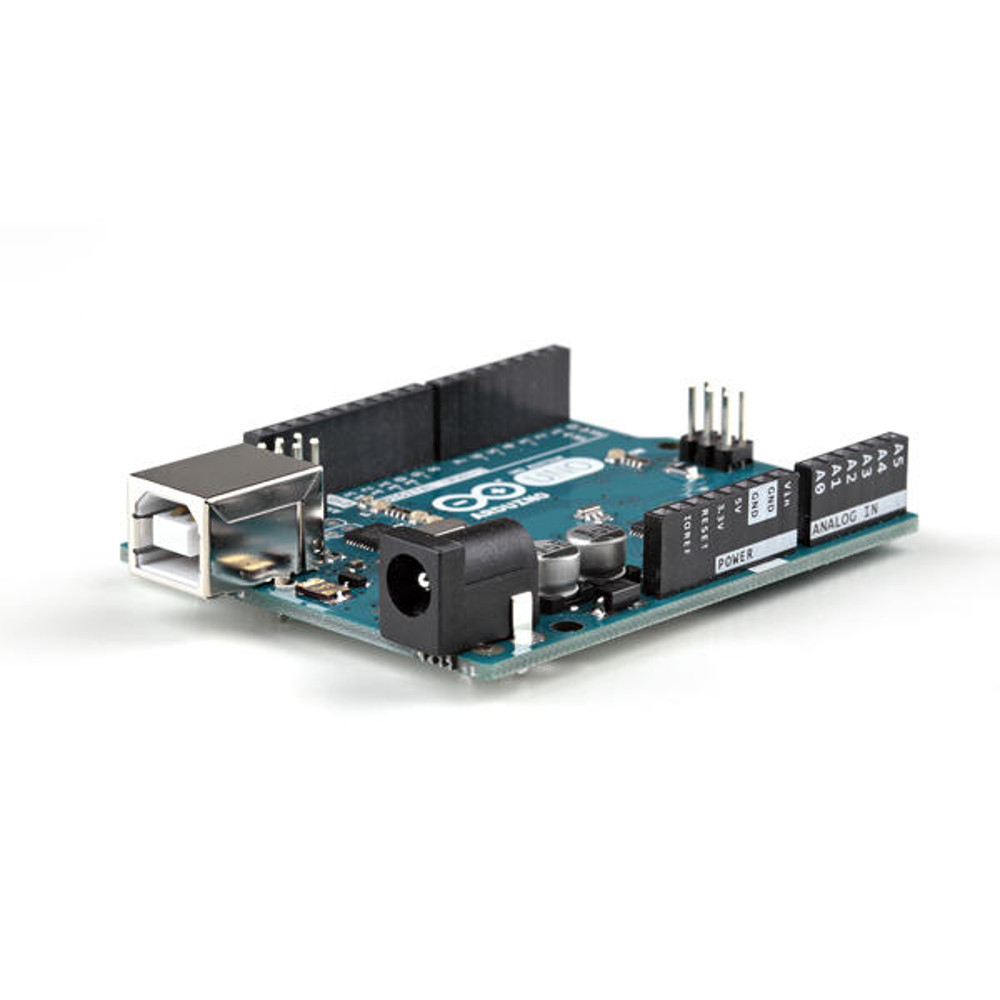 UNO
ARDUINO
IOREF
RESET
3.3V
5V
GND
GND
VIN
POWER
A0
A1
A2
A3
A4
A5
ANALOG IN